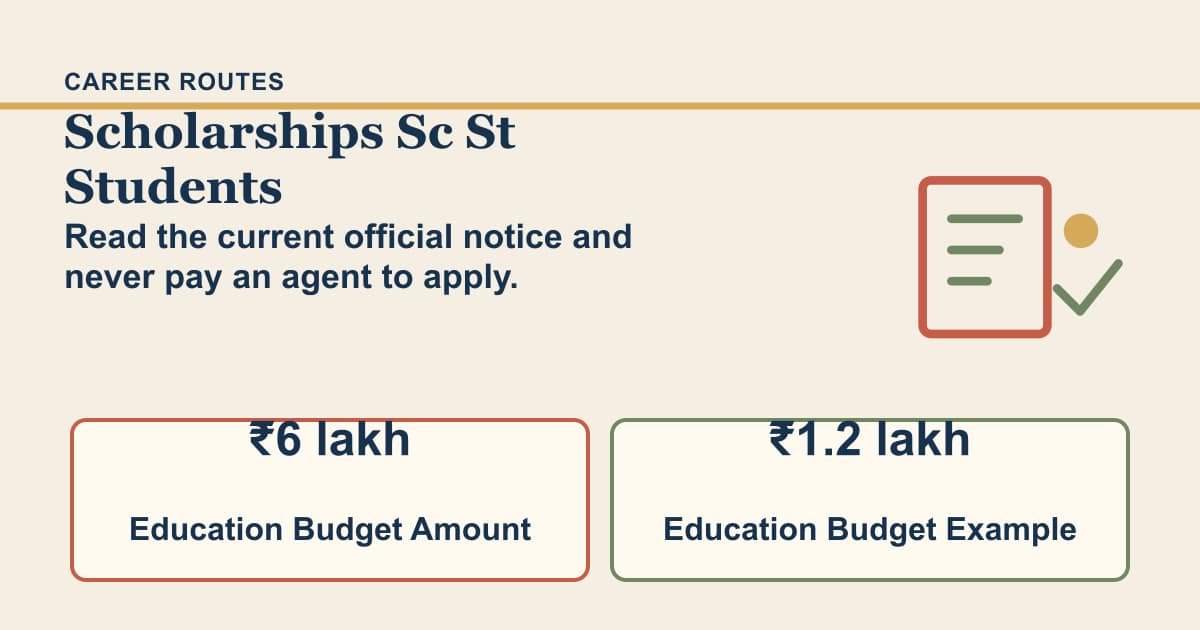 CAREER ROUTES
Scholarships Sc St
Students
Read the current official notice and
never pay an agent to apply.
₹6 lakh
Education Budget Amount
₹1.2 lakh
Education Budget Example